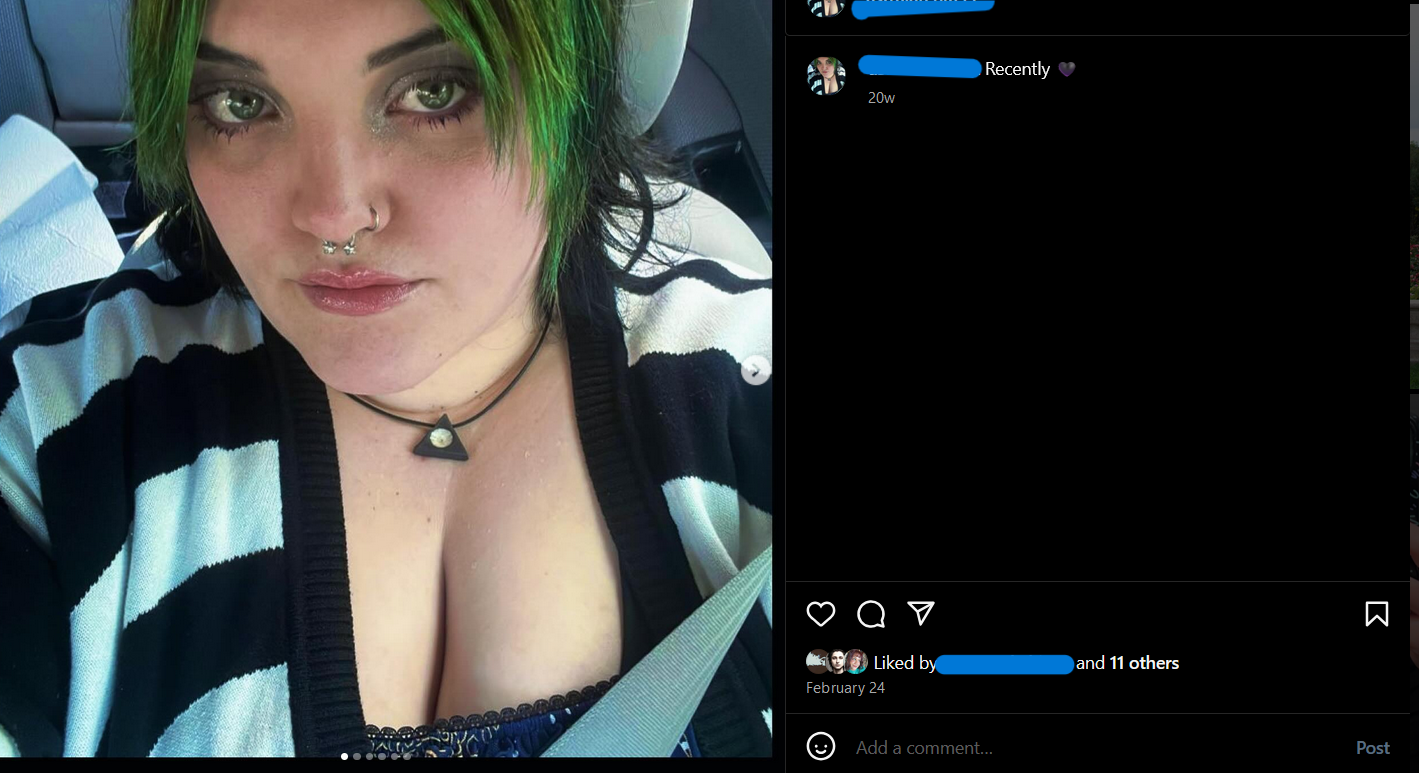 Recently 🖤
20w
Liked by and 11 others
February 24
Add a comment...
Post